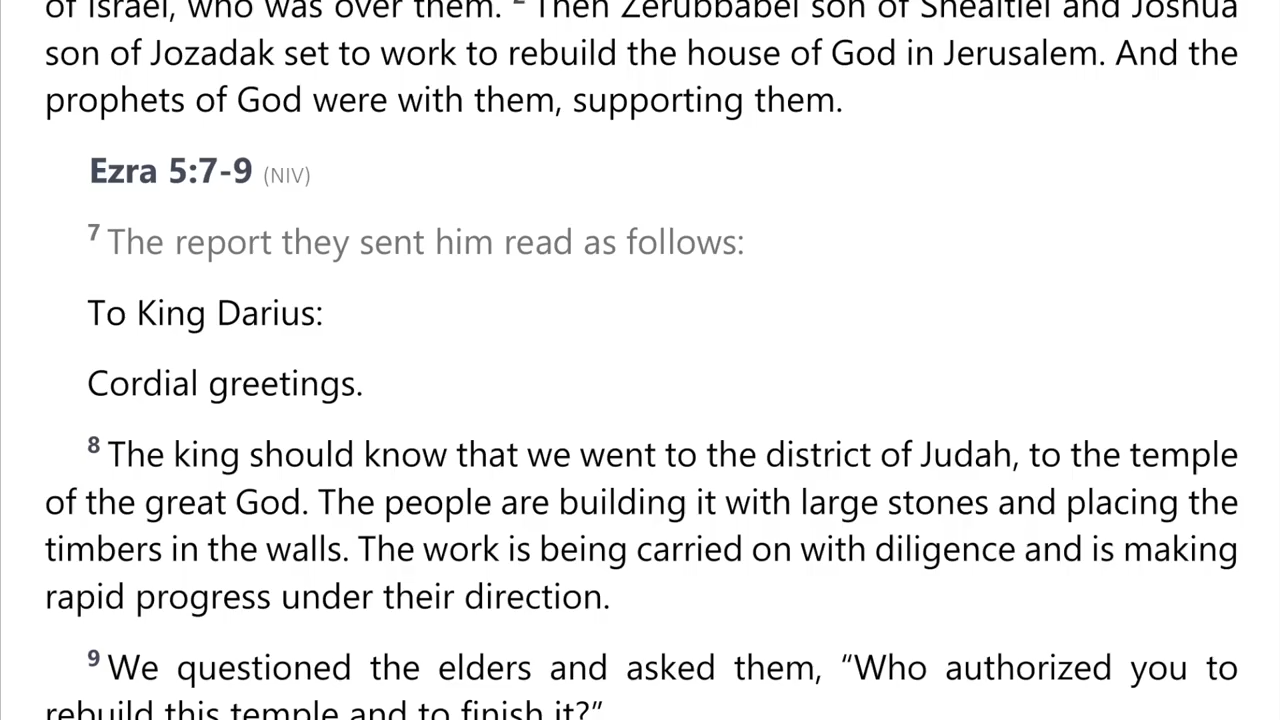 of Israel, who was over them. 2 Then Zerubbabel son of Shealtiel and Joshua
son of Jozadak set to work to rebuild the house of God in Jerusalem. And the
prophets of God were with them, supporting them.
Ezra 5:7-9 (NIV)
7 The report they sent him read as follows:
To King Darius:
Cordial greetings.
8 The king should know that we went to the district of Judah, to the temple
of the great God. The people are building it with large stones and placing the
timbers in the walls. The work is being carried on with diligence and is making
rapid progress under their direction.
9 We questioned the elders and asked them, “Who authorized you to
rebuild this temple and to finish it?”